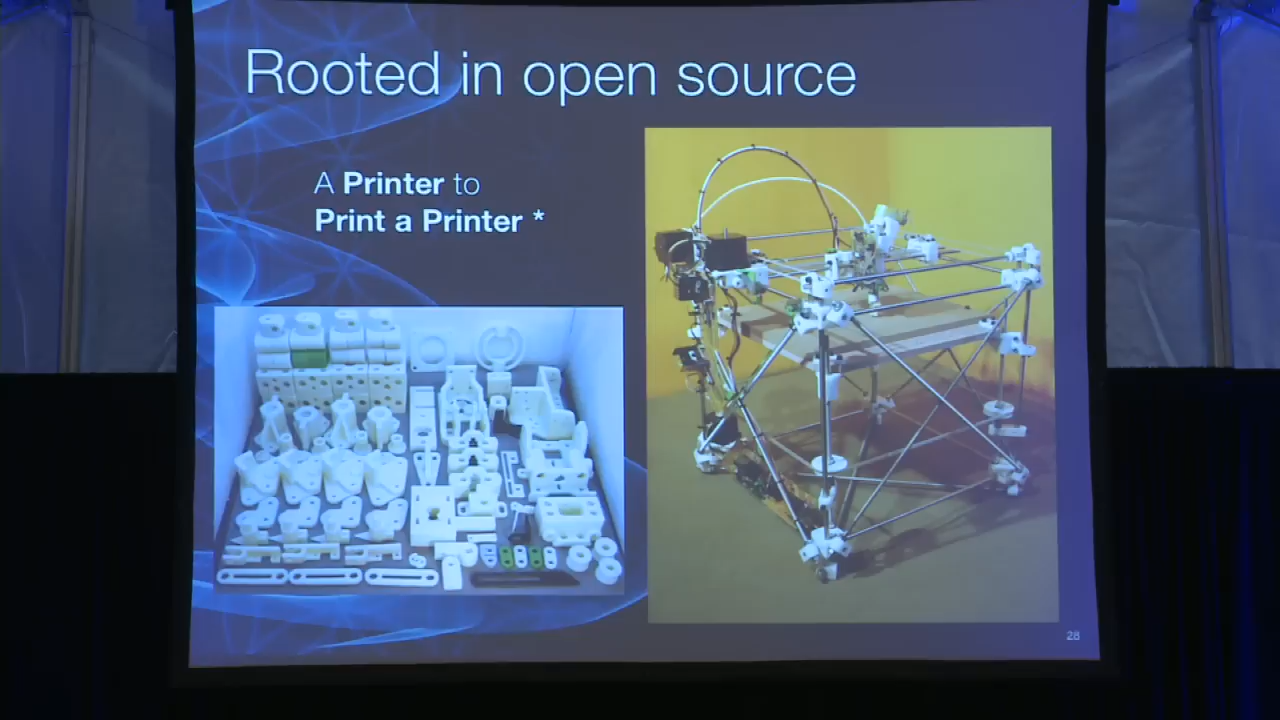 Rooted in open source
A Printer to
Print a Printer *
28